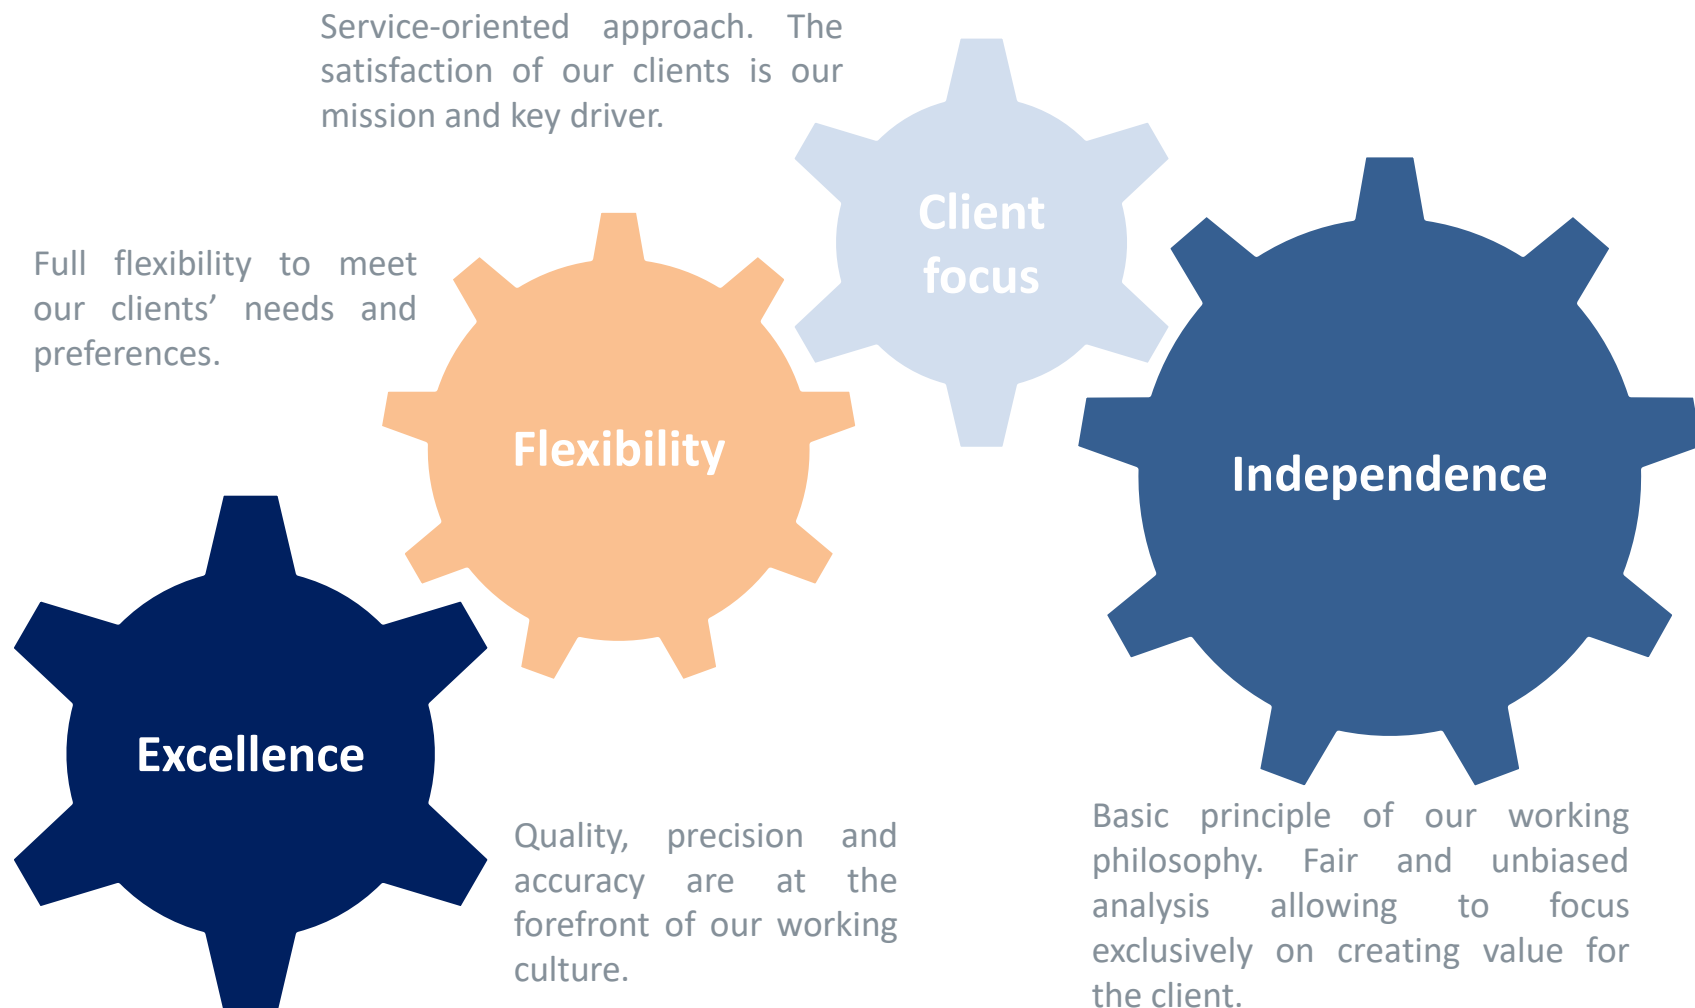 Service-oriented approach. The
satisfaction of our clients is our
mission and key driver.
Client
focus
Full flexibility to meet
our clients’ needs and
preferences.
Flexibility
Independence
Excellence
Quality, precision and
accuracy are at the
forefront of our working
culture.
Basic principle of our working
philosophy. Fair and unbiased
analysis allowing to focus
exclusively on creating value for
the client.